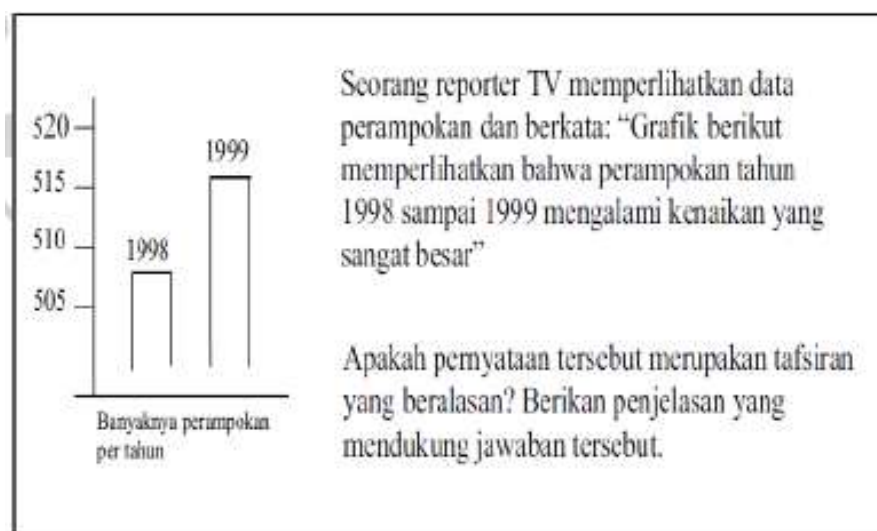 520
515
510
505
1999
1998
Banyaknya perampokan
per tahun
Seorang reporter TV memperlihatkan data
perampokan dan berkata: “Grafik berikut
memperlihatkan bahwa perampokan tahun
1998 sampai 1999 mengalami kenaikan yang
sangat besar”
Apakah pernyataan tersebut merupakan tafsiran
yang beralasan? Berikan penjelasan yang
mendukung jawaban tersebut.